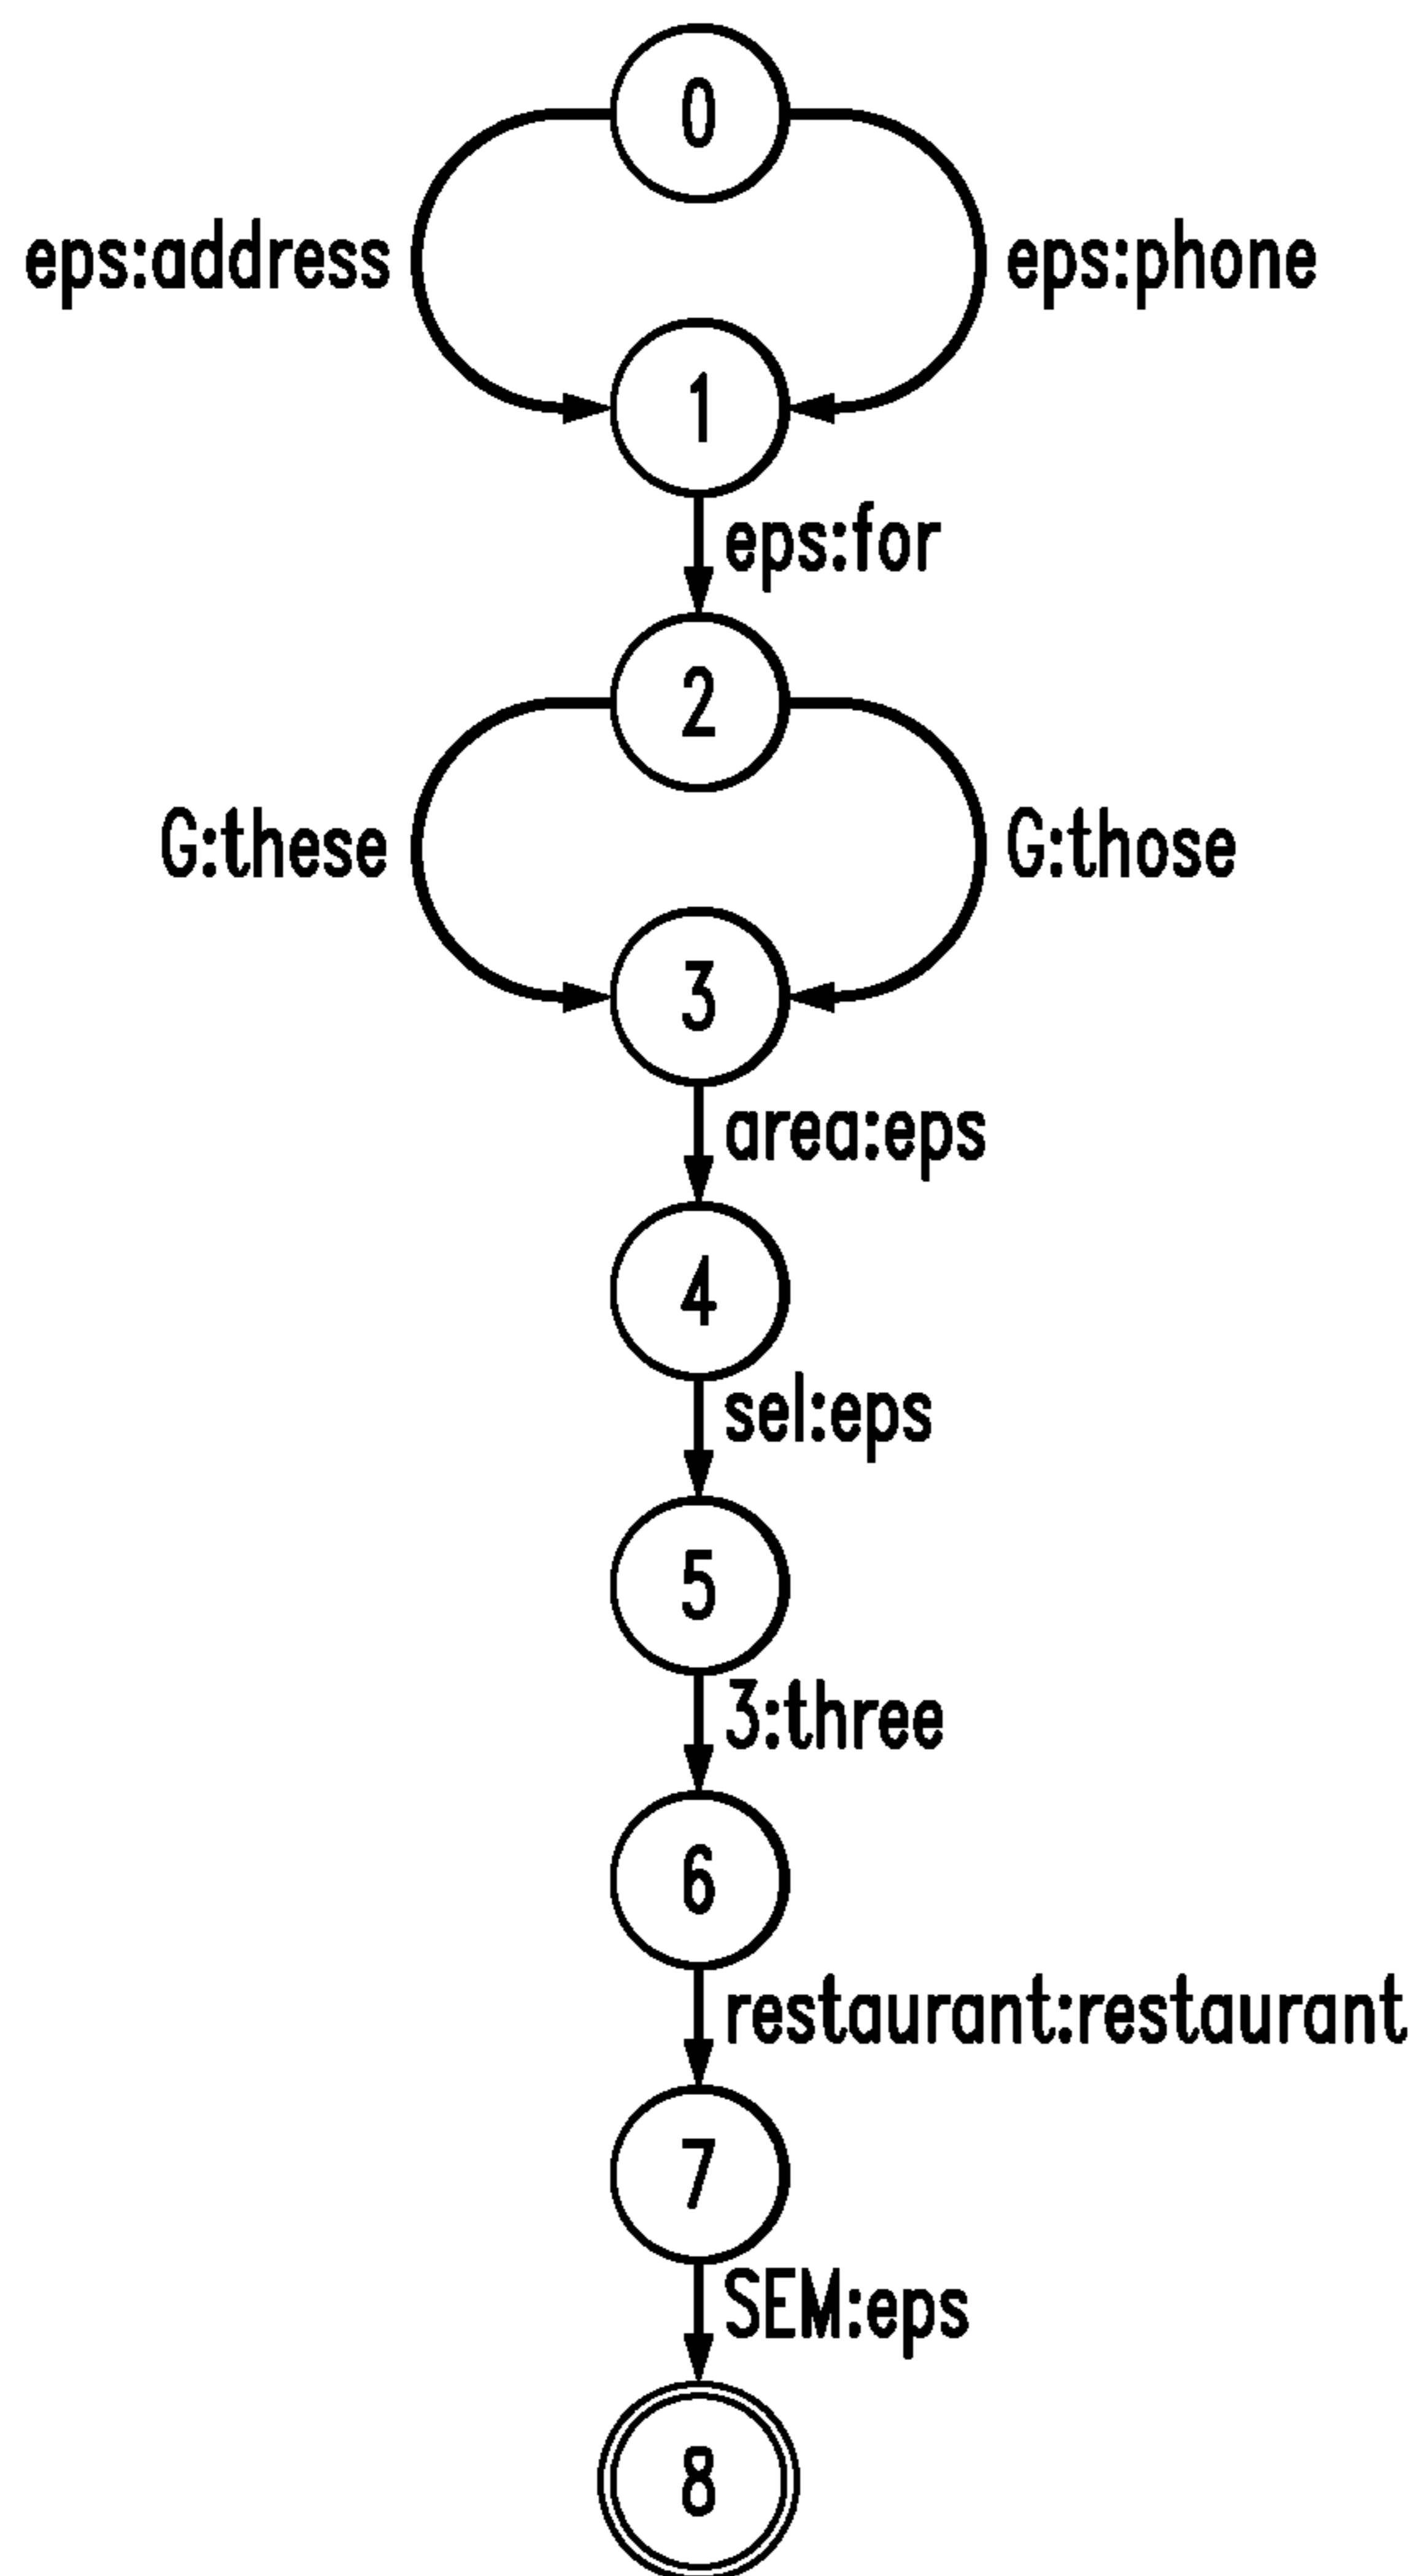 0
eps:address eps:phone
1
eps:for
2
G:these G:those
3
area:eps
4
sel:eps
5
3:three
6
restaurant:restaurant
7
SEM:eps
8